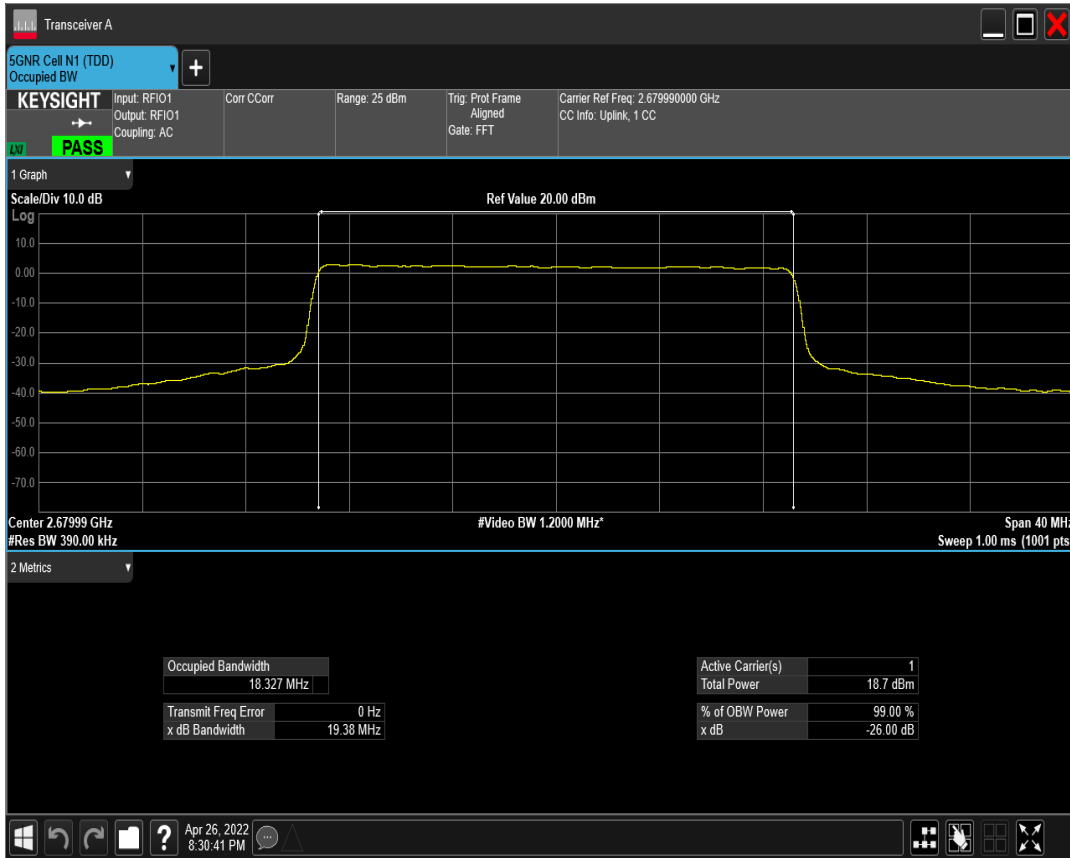 Transceiver A
5GNR Cell N1 (TDD)
Occupied BW
+
KEYSIGHT
LXI
PASS
Input: RFIO1
Output: RFIO1
Coupling: AC
Corr CCorr
Range: 25 dBm
Trig: Prot Frame
Aligned
Gate: FFT
Carrier Ref Freq: 2.679990000 GHz
CC Info: Uplink, 1 CC
1 Graph
Scale/Div 10.0 dB
Ref Value 20.00 dBm
Log
10.0
0.00
-10.0
-20.0
-30.0
-40.0
-50.0
-60.0
-70.0
Center 2.67999 GHz
#Video BW 1.2000 MHz*
Span 40 MHz
#Res BW 390.00 kHz
Sweep 1.00 ms (1001 pts
2 Metrics
Occupied Bandwidth
18.327 MHz
Transmit Freq Error 0 Hz
x dB Bandwidth 19.38 MHz
Active Carrier(s) 1
Total Power 18.7 dBm
% of OBW Power 99.00 %
x dB -26.00 dB
?
Apr 26, 2022
8:30:41 PM